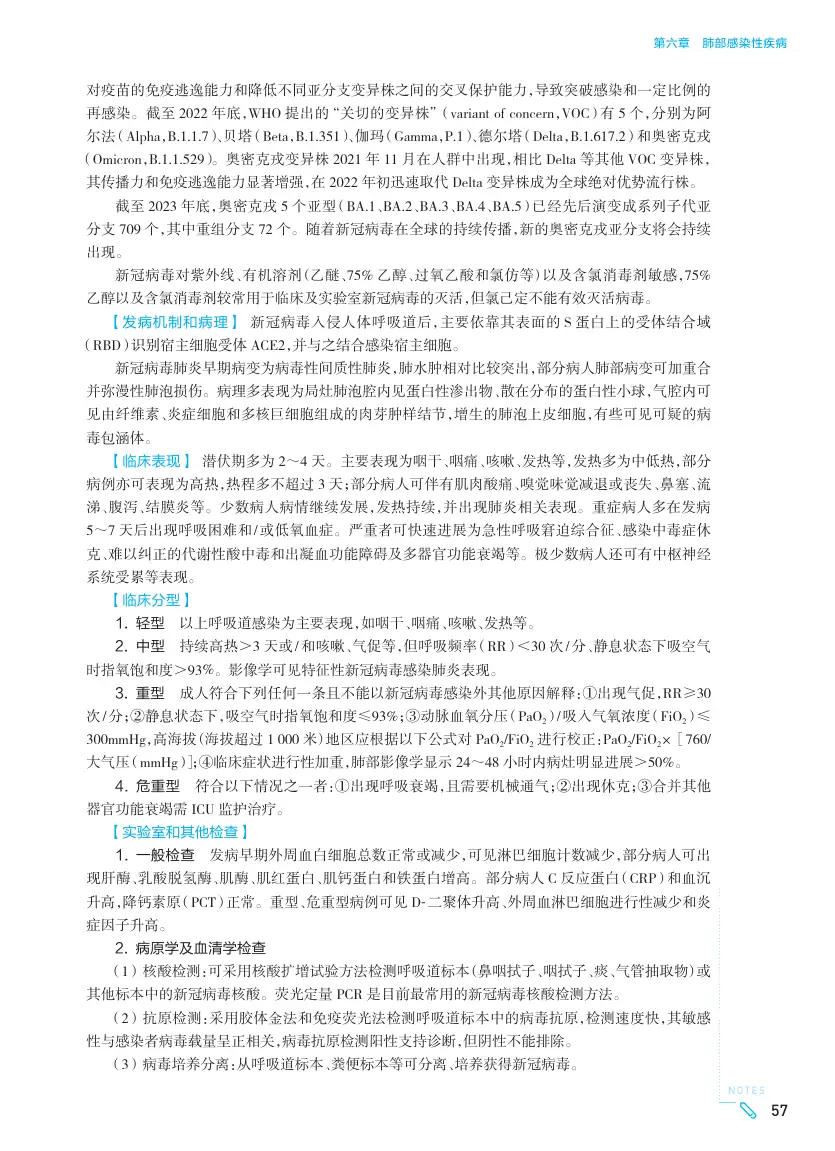 第六章 肺部感染性疾病
对疫苗的免疫逃逸能力和降低不同亚分支变异株之间的交叉保护能力,导致突破感染和一定比例的
再感染。截至 2022 年底,WHO 提出的“关切的变异株”(variant of concern,VOC)有 5 个,分别为阿
尔法(Alpha,B.1.1.7)、贝塔(Beta,B.1.351)、伽玛(Gamma,P.1)、德尔塔(Delta,B.1.617.2)和奥密克戎
(Omicron,B.1.1.529)。奥密克戎变异株 2021 年 11 月在人群中出现,相比 Delta 等其他 VOC 变异株,
其传播力和免疫逃逸能力显著增强,在 2022 年初迅速取代 Delta 变异株成为全球绝对优势流行株。
截至 2023 年底,奥密克戎 5 个亚型(BA.1、BA.2、BA.3、BA.4、BA.5)已经先后演变成系列子代亚
分支 709 个,其中重组分支 72 个。随着新冠病毒在全球的持续传播,新的奥密克戎亚分支将会持续
出现。
新冠病毒对紫外线、有机溶剂(乙醚、75% 乙醇、过氧乙酸和氯仿等)以及含氯消毒剂敏感,75%
乙醇以及含氯消毒剂较常用于临床及实验室新冠病毒的灭活,但氯己定不能有效灭活病毒。
【发病机制和病理】 新冠病毒入侵人体呼吸道后,主要依靠其表面的 S 蛋白上的受体结合域
(RBD)识别宿主细胞受体 ACE2,并与之结合感染宿主细胞。
新冠病毒肺炎早期病变为病毒性间质性肺炎,肺水肿相对比较突出,部分病人肺部病变可加重合
并弥漫性肺泡损伤。病理多表现为局灶肺泡腔内见蛋白性渗出物、散在分布的蛋白性小球,气腔内可
见由纤维素、炎症细胞和多核巨细胞组成的肉芽肿样结节,增生的肺泡上皮细胞,有些可见可疑的病
毒包涵体。
【临床表现】 潜伏期多为 2～4 天。主要表现为咽干、咽痛、咳嗽、发热等,发热多为中低热,部分
病例亦可表现为高热,热程多不超过 3 天;部分病人可伴有肌肉酸痛、嗅觉味觉减退或丧失、鼻塞、流
涕、腹泻、结膜炎等。少数病人病情继续发展,发热持续,并出现肺炎相关表现。重症病人多在发病
5～7 天后出现呼吸困难和/或低氧血症。严重者可快速进展为急性呼吸窘迫综合征、感染中毒症休
克、难以纠正的代谢性酸中毒和出凝血功能障碍及多器官功能衰竭等。极少数病人还可有中枢神经
系统受累等表现。
【临床分型】
1. 轻型 以上呼吸道感染为主要表现,如咽干、咽痛、咳嗽、发热等。
2. 中型 持续高热＞3 天或/和咳嗽、气促等,但呼吸频率(RR)＜30 次/分、静息状态下吸空气
时指氧饱和度＞93%。影像学可见特征性新冠病毒感染肺炎表现。
3. 重型 成人符合下列任何一条且不能以新冠病毒感染外其他原因解释:①出现气促,RR≥30
次/分;②静息状态下,吸空气时指氧饱和度≤93%;③动脉血氧分压(PaO₂)/吸入气氧浓度(FiO₂)≤
300mmHg,高海拔(海拔超过 1 000 米)地区应根据以下公式对 PaO₂/FiO₂ 进行校正:PaO₂/FiO₂×[760/
大气压(mmHg)];④临床症状进行性加重,肺部影像学显示 24～48 小时内病灶明显进展＞50%。
4. 危重型 符合以下情况之一者:①出现呼吸衰竭,且需要机械通气;②出现休克;③合并其他
器官功能衰竭需 ICU 监护治疗。
【实验室和其他检查】
1. 一般检查 发病早期外周血白细胞总数正常或减少,可见淋巴细胞计数减少,部分病人可出
现肝酶、乳酸脱氢酶、肌酶、肌红蛋白、肌钙蛋白和铁蛋白增高。部分病人 C 反应蛋白(CRP)和血沉
升高,降钙素原(PCT)正常。重型、危重型病例可见 D-二聚体升高、外周血淋巴细胞进行性减少和炎
症因子升高。
2. 病原学及血清学检查
(1)核酸检测:可采用核酸扩增试验方法检测呼吸道标本(鼻咽拭子、咽拭子、痰、气管抽取物)或
其他标本中的新冠病毒核酸。荧光定量 PCR 是目前最常用的新冠病毒核酸检测方法。
(2)抗原检测:采用胶体金法和免疫荧光法检测呼吸道标本中的病毒抗原,检测速度快,其敏感
性与感染者病毒载量呈正相关,病毒抗原检测阳性支持诊断,但阴性不能排除。
(3)病毒培养分离:从呼吸道标本、粪便标本等可分离、培养获得新冠病毒。
NOTES
57